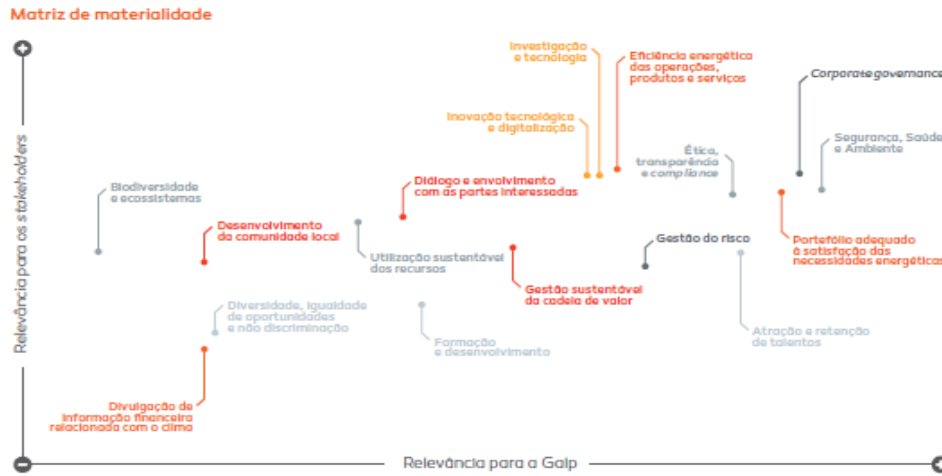 Matriz de materialidade
Investigação
e tecnologia
Eficiência energética
das operações,
produtos e serviços
Corporate governance
Inovação tecnológica
e digitalização
Segurança, Saúde
e Ambiente
Ética,
transparência
e compliance
Diálogo e envolvimento
com as partes interessadas
Biodiversidade
e ecossistemas
Desenvolvimento
da comunidade local
Gestão do risco
Portefólio adequado
à satisfação das
necessidades energéticas
Utilização sustentável
dos recursos
Gestão sustentável
da cadeia de valor
Diversidade, igualdade
de oportunidades
e não discriminação
Atração e retenção
de talentos
Formação
e desenvolvimento
Divulgação de
informação financeira
relacionada com o clima
Relevância para os stakeholders
Relevância para a Galp